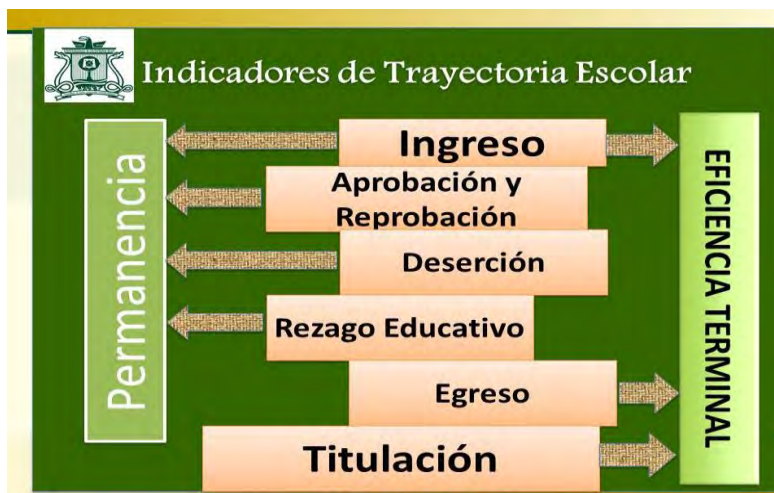 Indicadores de Trayectoria Escolar
Permanencia
Ingreso
Aprobación y
Reprobación
Deserción
Rezago Educativo
Egreso
Titulación
EFICIENCIA TERMINAL